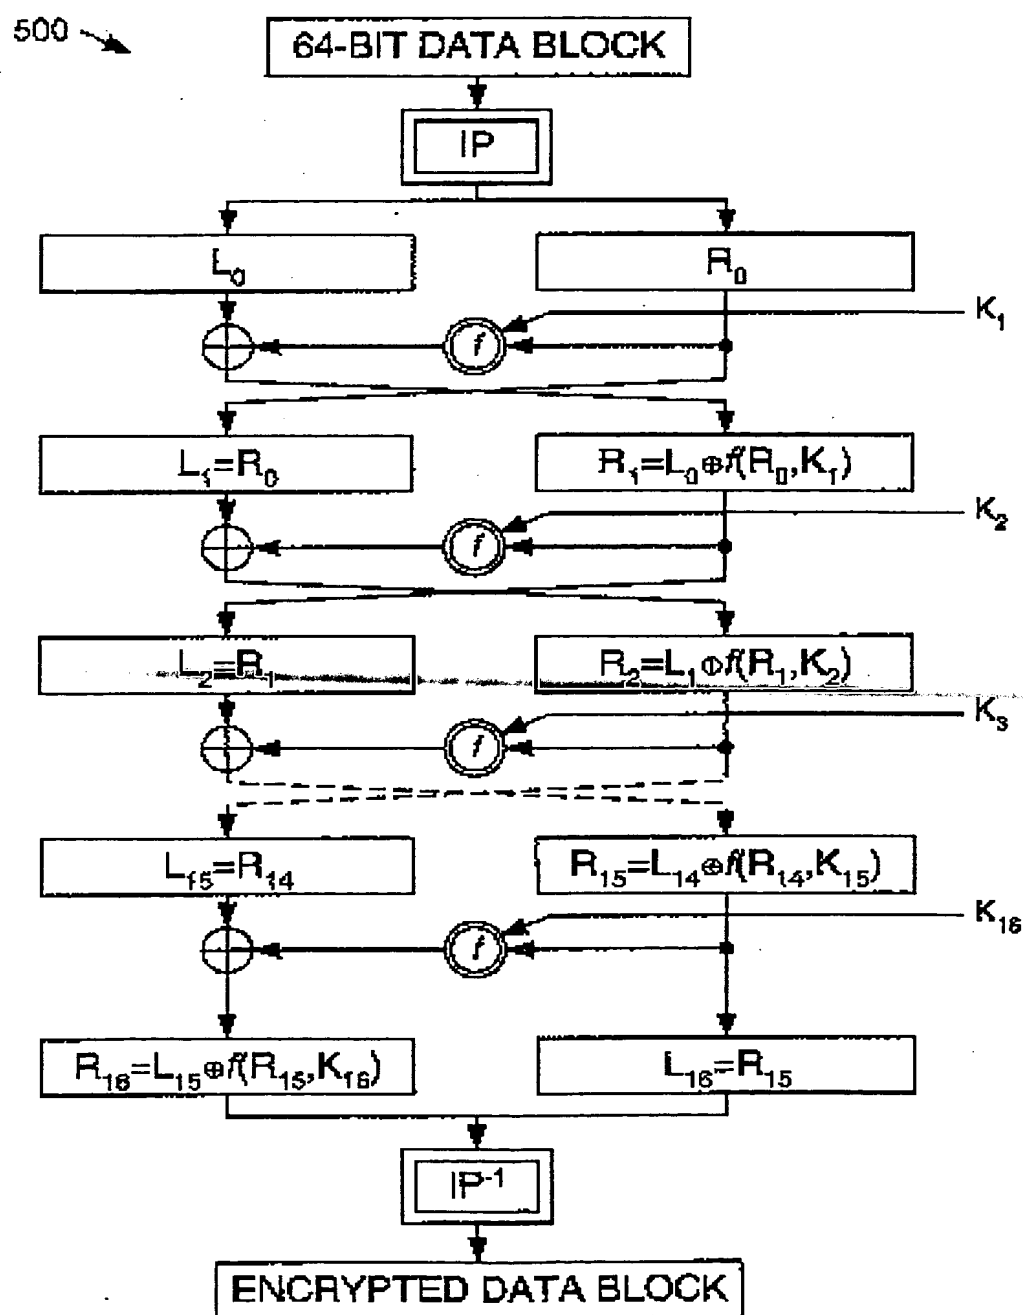 500
64-BIT DATA BLOCK
IP
L₀
R₀
K₁
f
L₁=R₀
R₁=L₀⊕f(R₀,K₁)
K₂
f
L₂=R₁
R₂=L₁⊕f(R₁,K₂)
K₃
f
L₁₅=R₁₄
R₁₅=L₁₄⊕f(R₁₄,K₁₅)
K₁₆
f
R₁₆=L₁₅⊕f(R₁₅,K₁₆)
L₁₆=R₁₅
IP⁻¹
ENCRYPTED DATA BLOCK